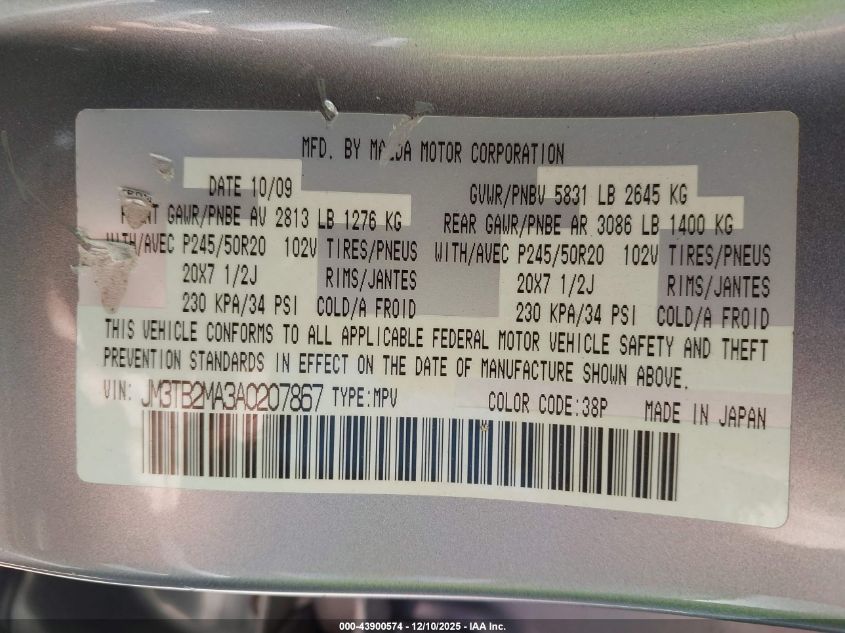 MFD. BY MAZDA MOTOR CORPORATION
DATE 10/09 GVWR/PNBV 5831 LB 2645 KG
FRONT GAWR/PNBE AV 2813 LB 1276 KG REAR GAWR/PNBE AR 3086 LB 1400 KG
WITH/AVEC P245/50R20 102V TIRES/PNEUS WITH/AVEC P245/50R20 102V TIRES/PNEUS
20X7 1/2J RIMS/JANTES 20X7 1/2J RIMS/JANTES
230 KPA/34 PSI COLD/A FROID 230 KPA/34 PSI COLD/A FROID
THIS VEHICLE CONFORMS TO ALL APPLICABLE FEDERAL MOTOR VEHICLE SAFETY AND THEFT
PREVENTION STANDARDS IN EFFECT ON THE DATE OF MANUFACTURE SHOWN ABOVE.
VIN: JM3TB2MA3A0207867 TYPE:MPV COLOR CODE:38P MADE IN JAPAN
000-43900574 - 12/10/2025 - IAA Inc.